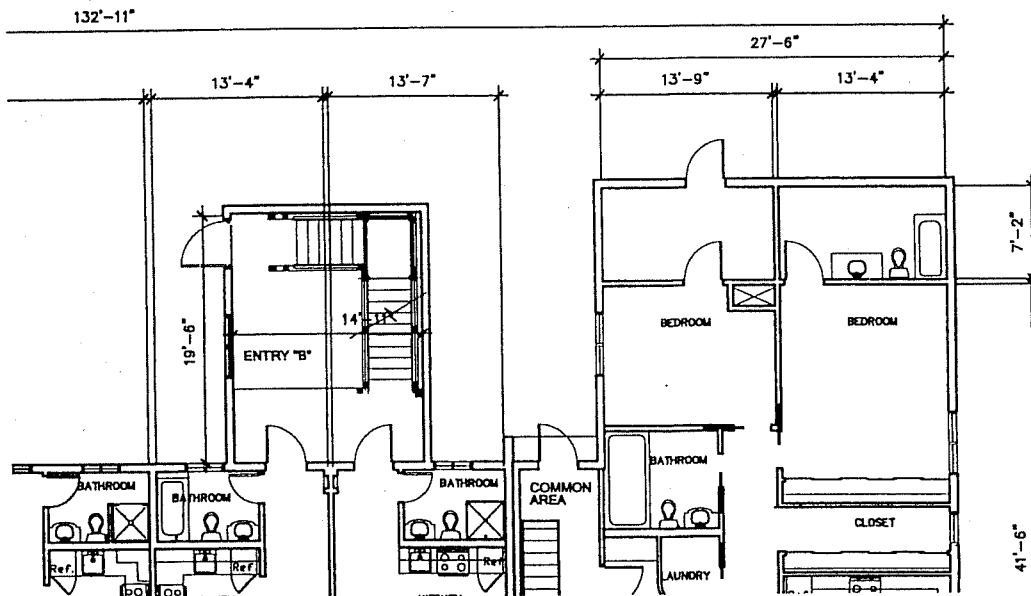 132'-11"
27'-6"
13'-4"
13'-7"
13'-9"
13'-4"
7'-2"
19'-6"
14'-11"
BEDROOM
BEDROOM
ENTRY "B"
BATHROOM
BATHROOM
BATHROOM
COMMON
AREA
BATHROOM
CLOSET
41'-6"
Ref.
Ref.
Ref
LAUNDRY